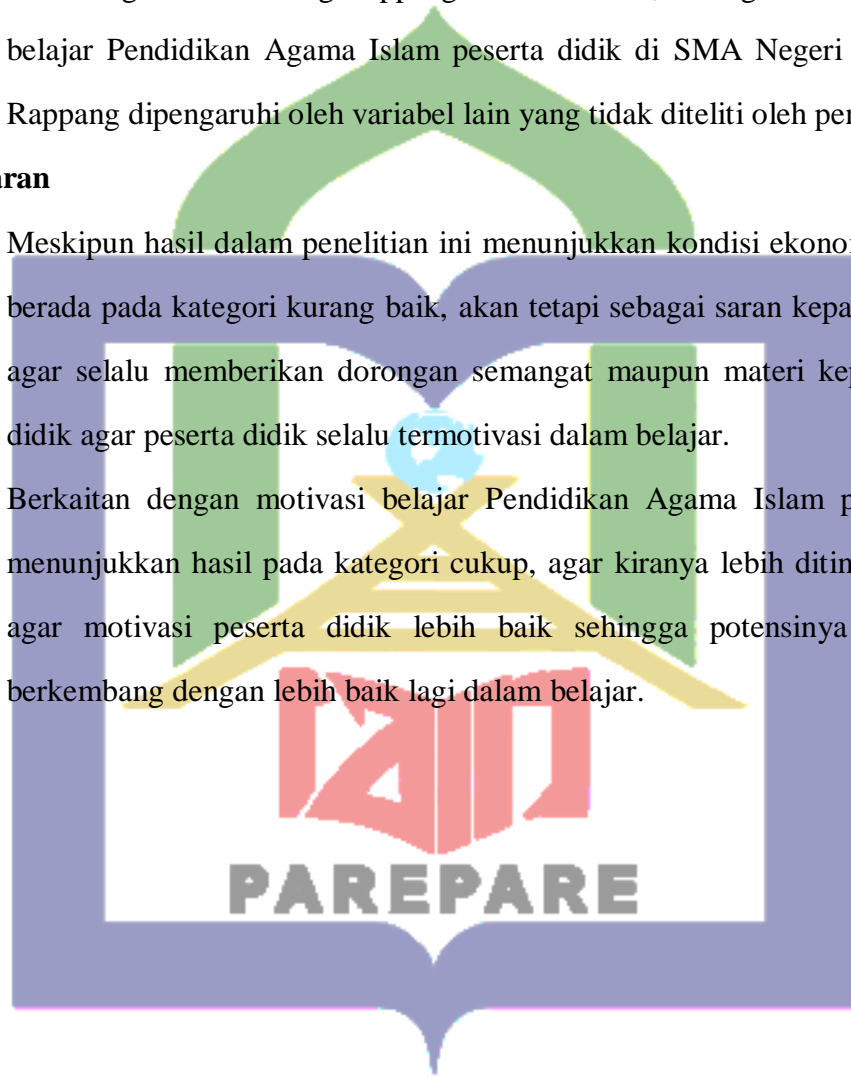 belajar Pendidikan Agama Islam peserta didik di SMA Negeri
Rappang dipengaruhi oleh variabel lain yang tidak diteliti oleh
aran
Meskipun hasil dalam penelitian ini menunjukkan kondisi
berada pada kategori kurang baik, akan tetapi sebagai saran
agar selalu memberikan dorongan semangat maupun materi
didik agar peserta didik selalu termotivasi dalam belajar.
Berkaitan dengan motivasi belajar Pendidikan Agama Islam
menunjukkan hasil pada kategori cukup, agar kiranya lebih
agar motivasi peserta didik lebih baik sehingga potensinya
berkembang dengan lebih baik lagi dalam belajar.
iain
PAREPARE